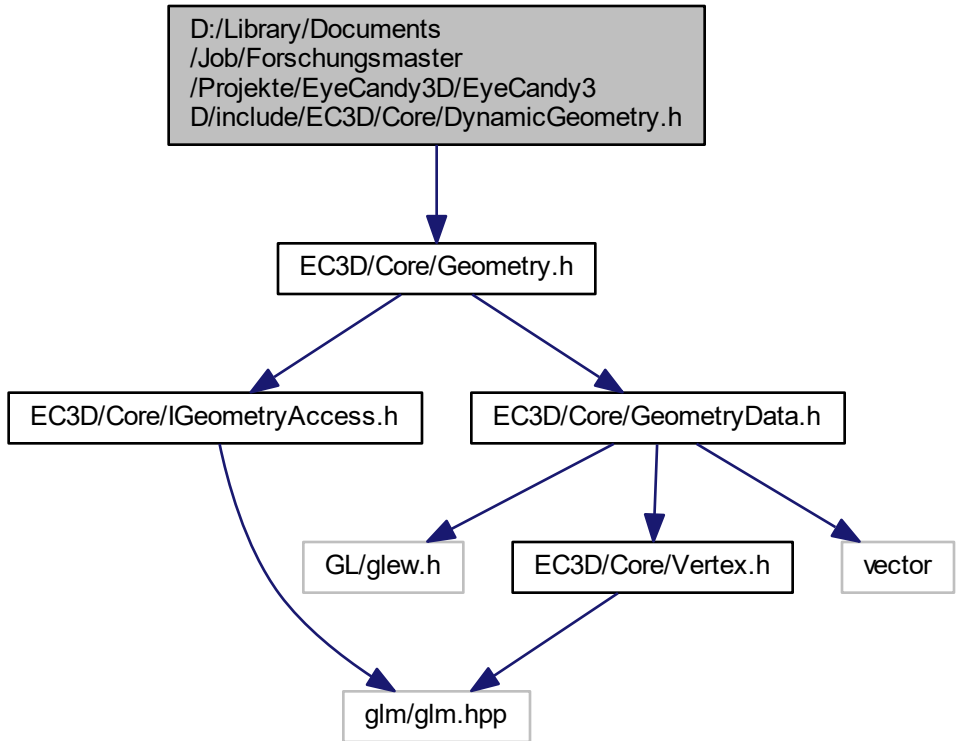 D:/Library/Documents
/Job/Forschungsmaster
/Projekte/EyeCandy3D/EyeCandy3
D/include/EC3D/Core/DynamicGeometry.h
EC3D/Core/Geometry.h
EC3D/Core/IGeometryAccess.h
EC3D/Core/GeometryData.h
GL/glew.h
EC3D/Core/Vertex.h
vector
glm/glm.hpp